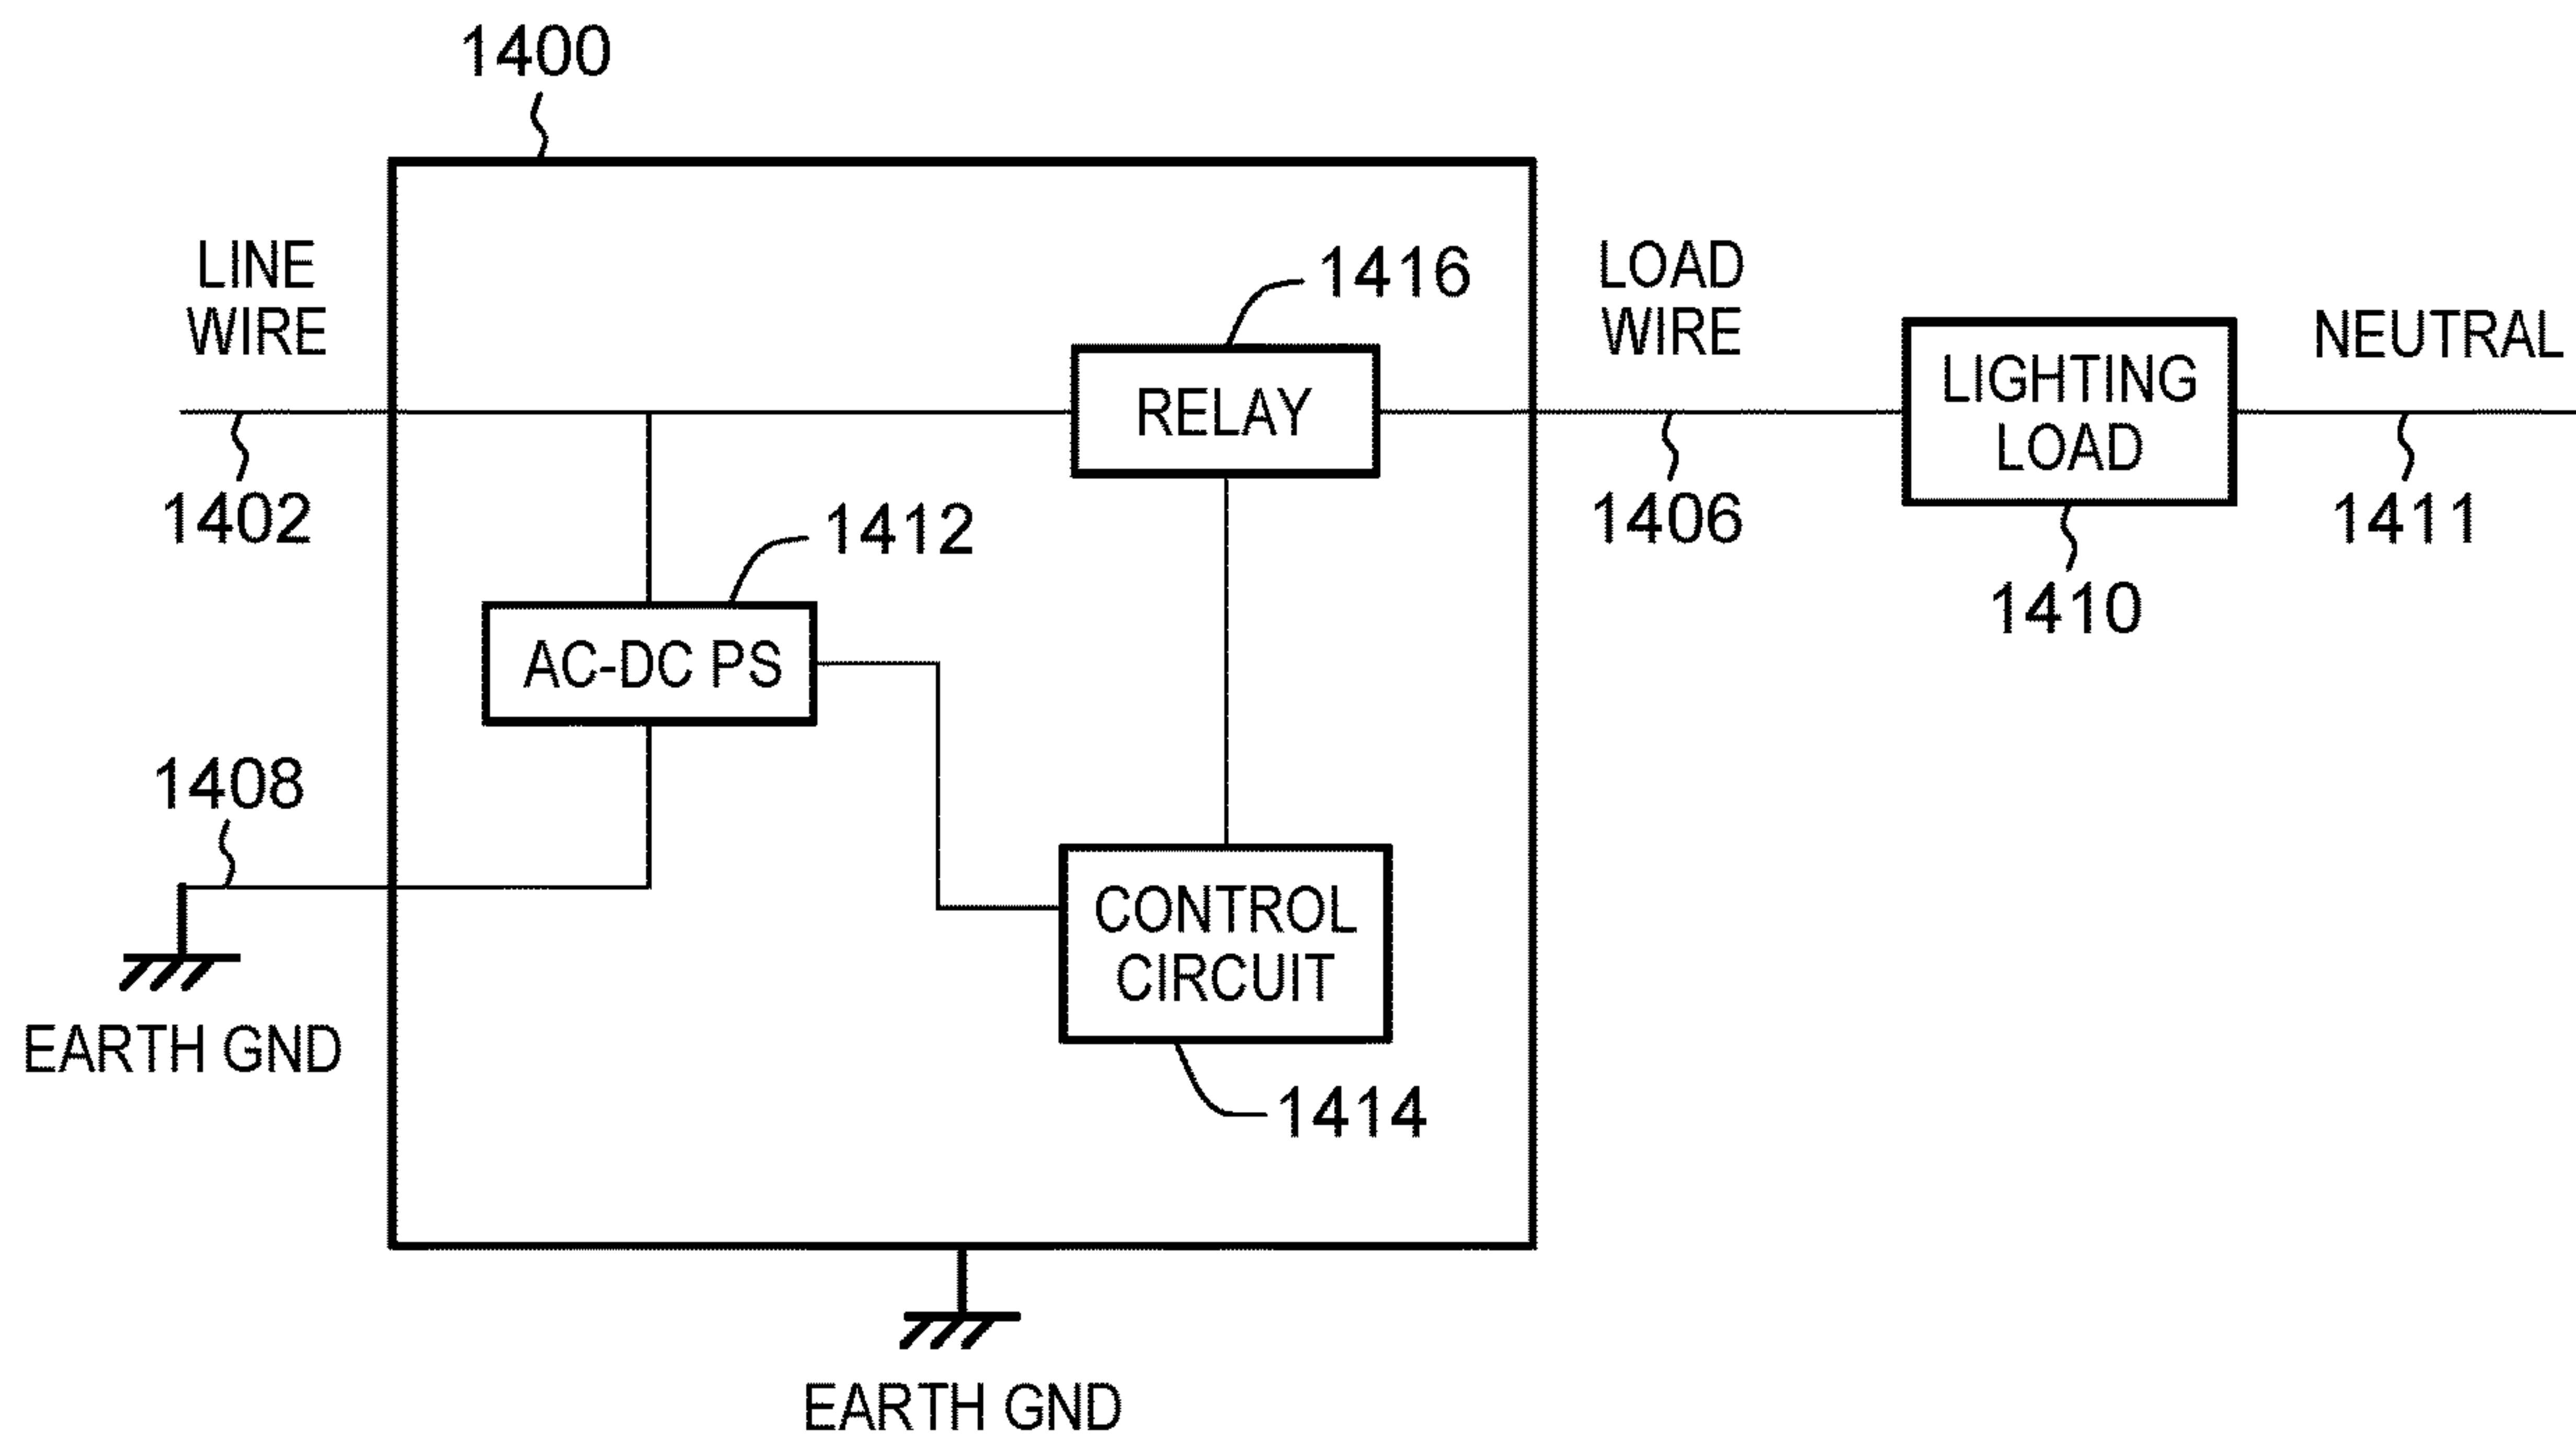 1400
LINE
WIRE
1416
LOAD
WIRE
NEUTRAL
RELAY
LIGHTING
LOAD
1402
1412
1406
1411
1410
AC-DC PS
1408
CONTROL
CIRCUIT
EARTH GND
1414
EARTH GND